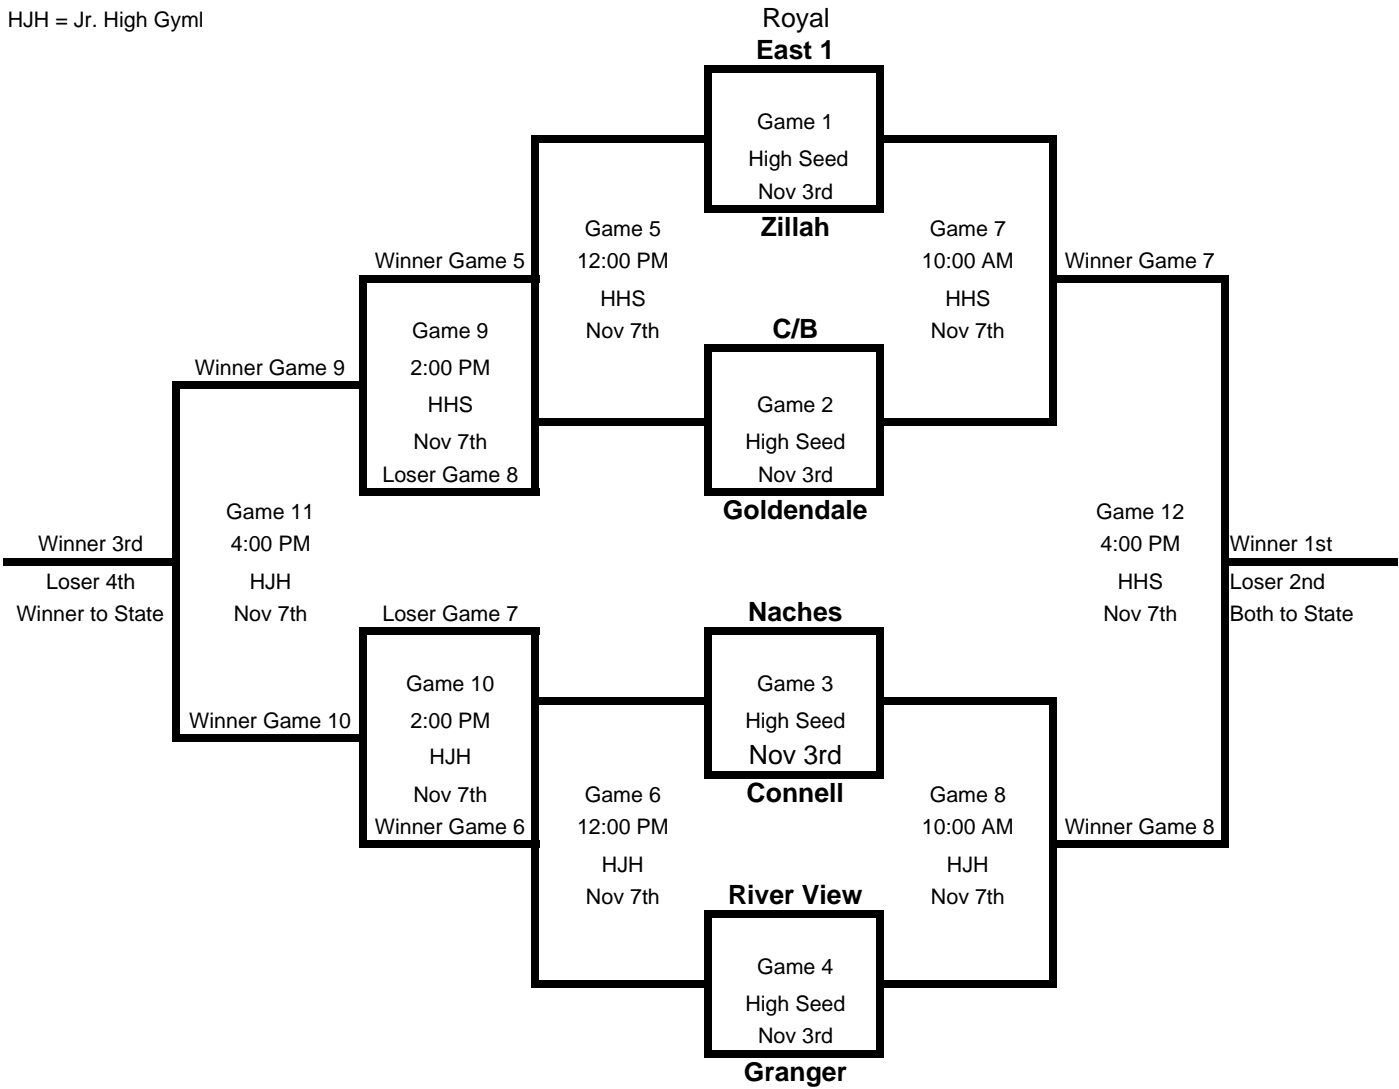 HJH = Jr. High Gyml
Royal
East 1
Game 1
High Seed
Nov 3rd
Zillah
Game 5
12:00 PM
HHS
Nov 7th
Game 7
10:00 AM
HHS
Nov 7th
Winner Game 5
Winner Game 7
Game 9
2:00 PM
HHS
Nov 7th
Loser Game 8
C/B
Game 2
High Seed
Nov 3rd
Goldendale
Winner Game 9
Game 11
4:00 PM
HJH
Nov 7th
Winner 3rd
Loser 4th
Winner to State
Game 12
4:00 PM
HHS
Nov 7th
Winner 1st
Loser 2nd
Both to State
Loser Game 7
Game 10
2:00 PM
HJH
Nov 7th
Winner Game 6
Winner Game 10
Naches
Game 3
High Seed
Nov 3rd
Connell
Game 6
12:00 PM
HJH
Nov 7th
Game 8
10:00 AM
HJH
Nov 7th
Winner Game 8
River View
Game 4
High Seed
Nov 3rd
Granger